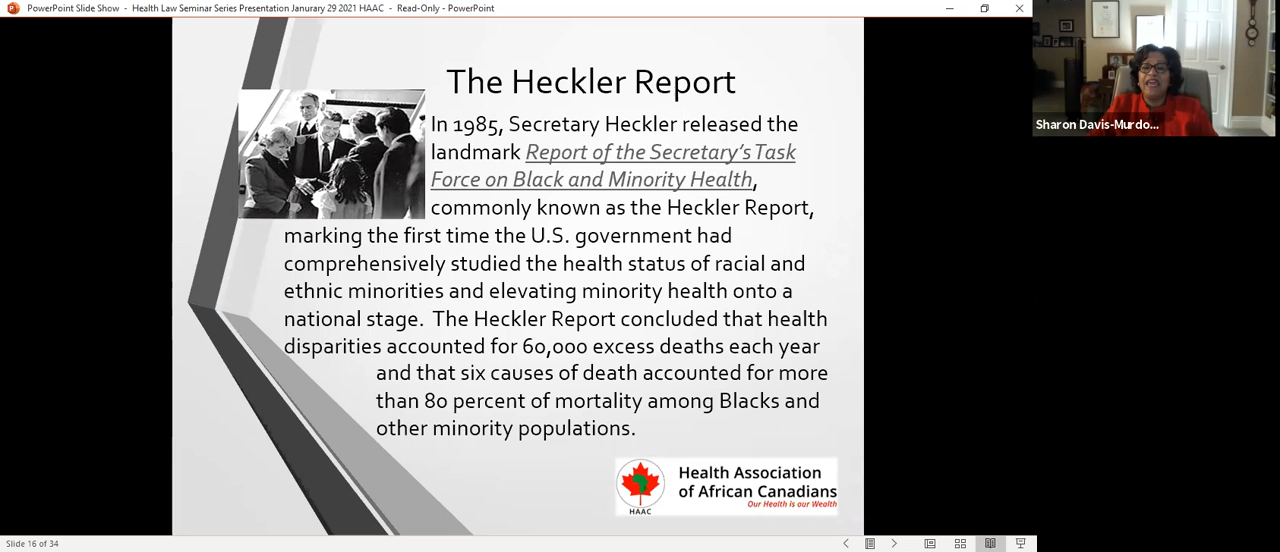 PowerPoint Slide Show - Health Law Seminar Series Presentation Janurary 29 2021 HAAC - Read-Only - PowerPoint
The Heckler Report
In 1985, Secretary Heckler released the
landmark Report of the Secretary's Task
Force on Black and Minority Health,
commonly known as the Heckler Report,
marking the first time the U.S. government had
comprehensively studied the health status of racial and
ethnic minorities and elevating minority health onto a
national stage. The Heckler Report concluded that health
disparities accounted for 60,000 excess deaths each year
and that six causes of death accounted for more
than 80 percent of mortality among Blacks and
other minority populations.
HAAC
Health Association
of African Canadians
Our Health is our Wealth
Slide 16 of 34
Sharon Davis-Murdo...